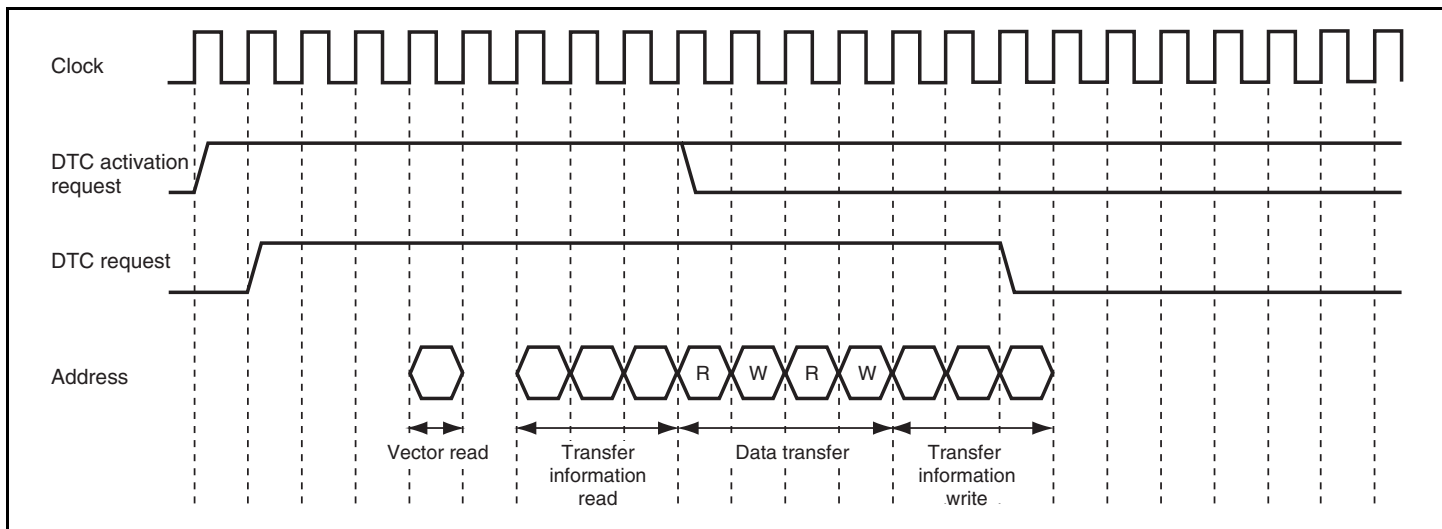 Clock
DTC activation
request
DTC request
Address
R W R W
Vector read
Transfer
information
read
Data transfer
Transfer
information
write